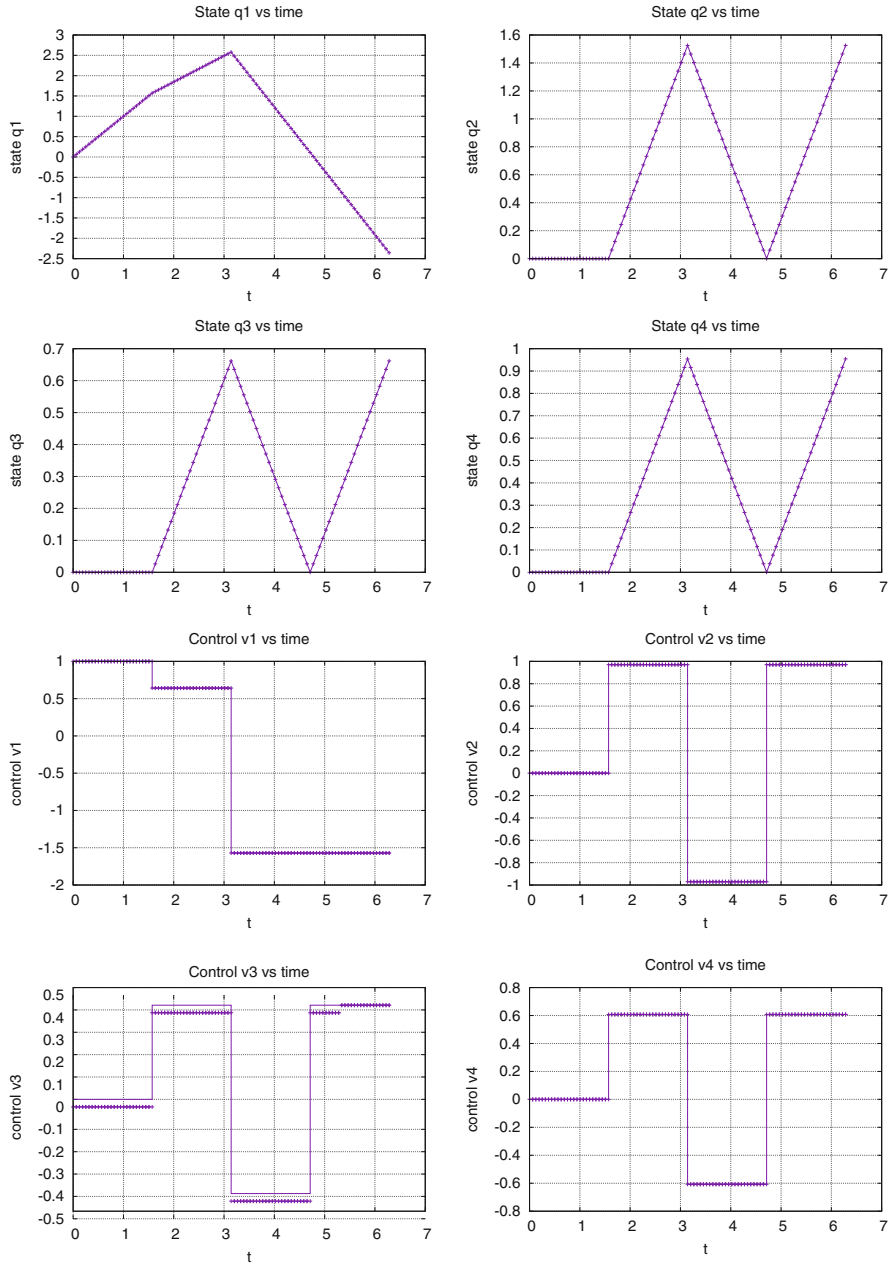 State q1 vs time
3
2.5
2
1.5
1
0.5
0
-0.5
-1
-1.5
-2
-2.5
state q1
0 1 2 3 4 5 6 7
t
State q2 vs time
1.6
1.4
1.2
1
0.8
0.6
0.4
0.2
0
state q2
0 1 2 3 4 5 6 7
t
State q3 vs time
0.7
0.6
0.5
0.4
0.3
0.2
0.1
0
state q3
0 1 2 3 4 5 6 7
t
State q4 vs time
1
0.9
0.8
0.7
0.6
0.5
0.4
0.3
0.2
0.1
0
state q4
0 1 2 3 4 5 6 7
t
Control v1 vs time
1
0.5
0
-0.5
-1
-1.5
-2
control v1
0 1 2 3 4 5 6 7
t
Control v2 vs time
1
0.8
0.6
0.4
0.2
0
-0.2
-0.4
-0.6
-0.8
-1
control v2
0 1 2 3 4 5 6 7
t
Control v3 vs time
0.5
0.4
0.3
0.2
0.1
0
-0.1
-0.2
-0.3
-0.4
-0.5
control v3
0 1 2 3 4 5 6 7
t
Control v4 vs time
0.8
0.6
0.4
0.2
0
-0.2
-0.4
-0.6
-0.8
control v4
0 1 2 3 4 5 6 7
t